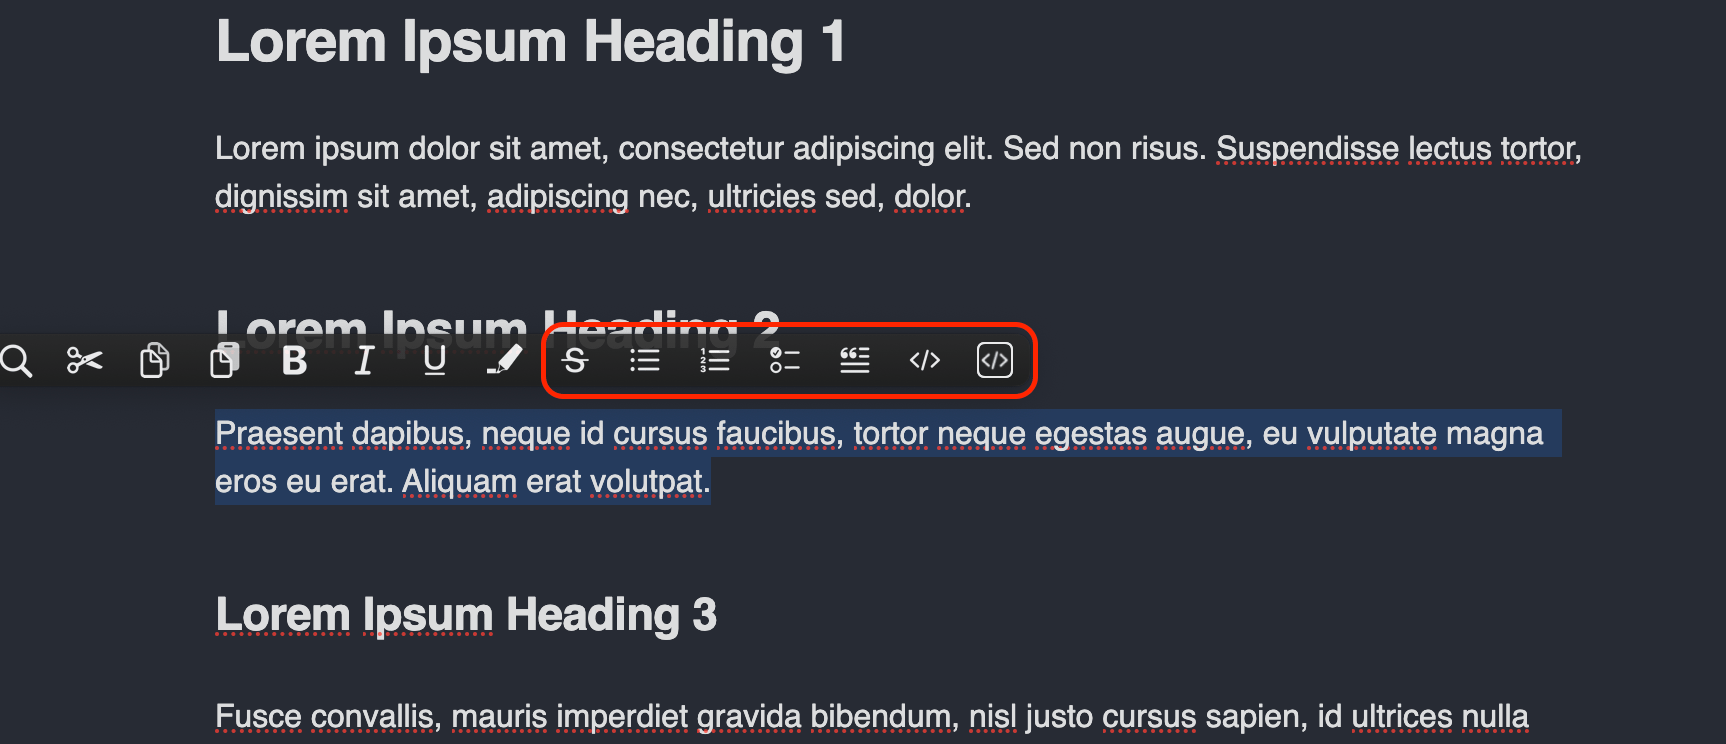 Lorem Ipsum Heading 1
Lorem ipsum dolor sit amet, consectetur adipiscing elit. Sed non risus. Suspendisse lectus tortor,
dignissim sit amet, adipiscing nec, ultricies sed, dolor.
Lorem Ipsum Heading 2
B I U S
Praesent dapibus, neque id cursus faucibus, tortor neque egestas augue, eu vulputate magna
eros eu erat. Aliquam erat volutpat.
Lorem Ipsum Heading 3
Fusce convallis, mauris imperdiet gravida bibendum, nisl justo cursus sapien, id ultrices nulla